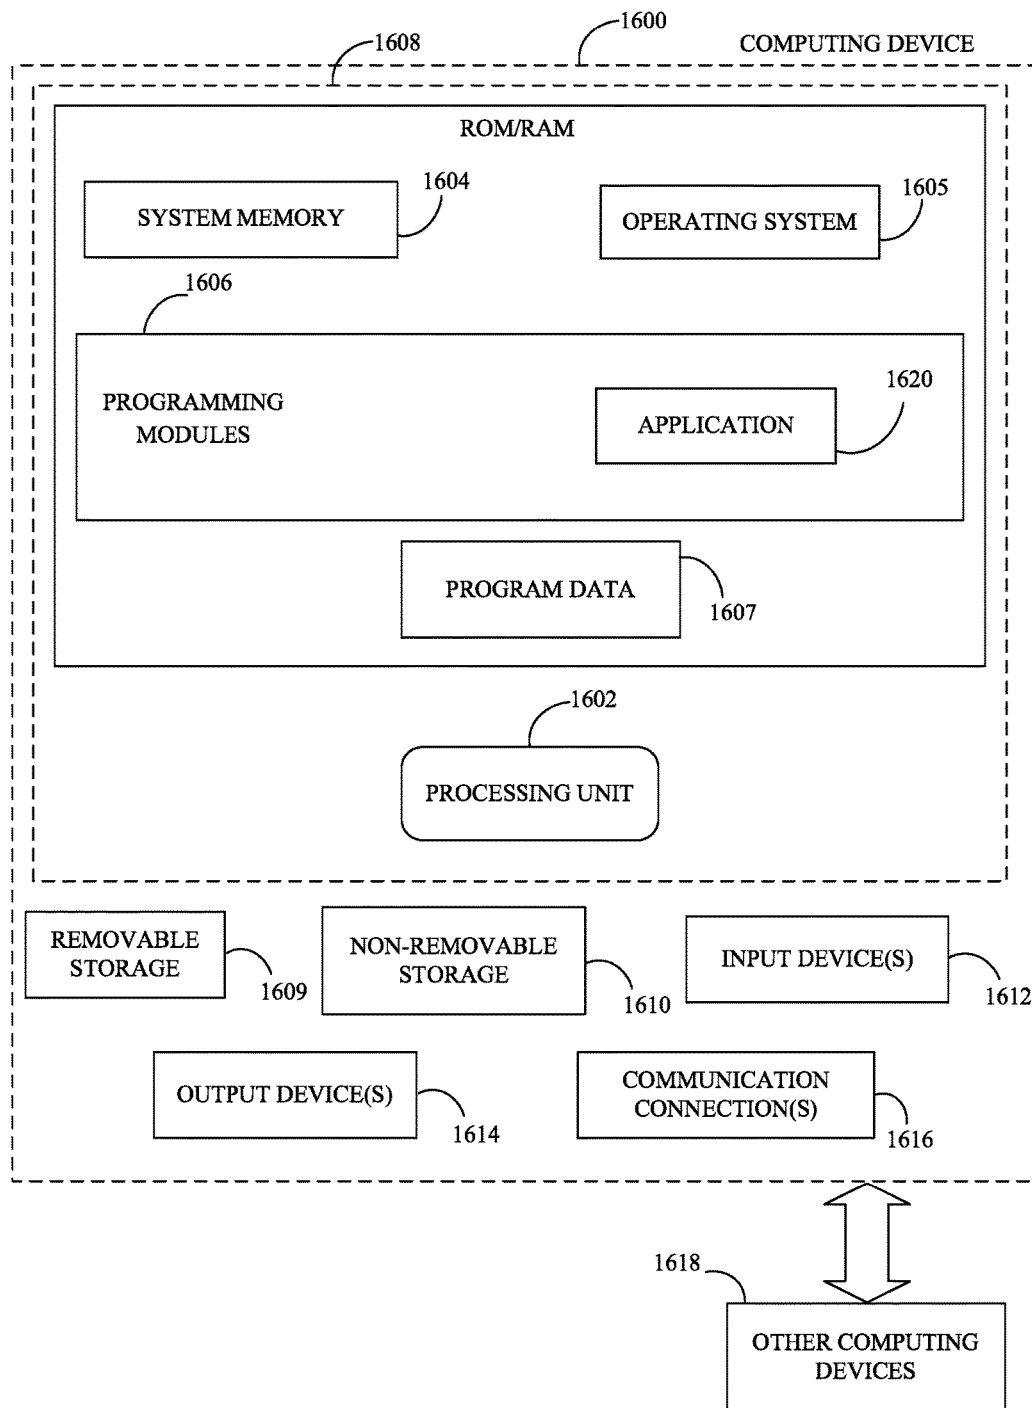 1608
1600
COMPUTING DEVICE
ROM/RAM
SYSTEM MEMORY
1604
OPERATING SYSTEM
1605
1606
PROGRAMMING
MODULES
APPLICATION
1620
PROGRAM DATA
1607
1602
PROCESSING UNIT
REMOVABLE
STORAGE
1609
NON-REMOVABLE
STORAGE
1610
INPUT DEVICE(S)
1612
OUTPUT DEVICE(S)
1614
COMMUNICATION
CONNECTION(S)
1616
1618
OTHER COMPUTING
DEVICES